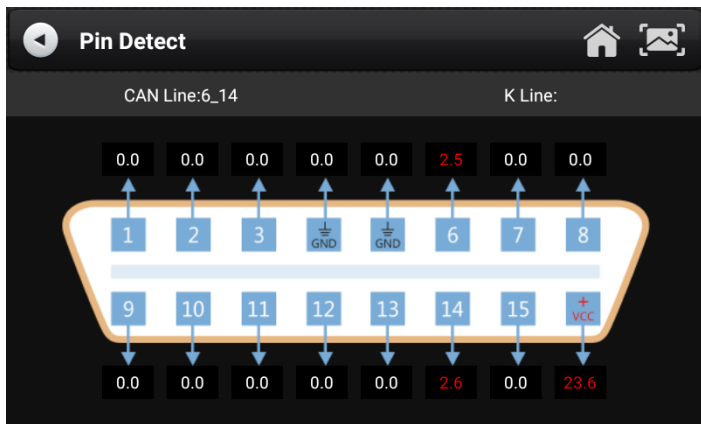 Pin Detect
CAN Line:6_14 K Line:
0.0 0.0 0.0 0.0 0.0 2.5 0.0 0.0
1 2 3 GND GND 6 7 8
9 10 11 12 13 14 15 + VCC
0.0 0.0 0.0 0.0 0.0 2.6 0.0 23.6